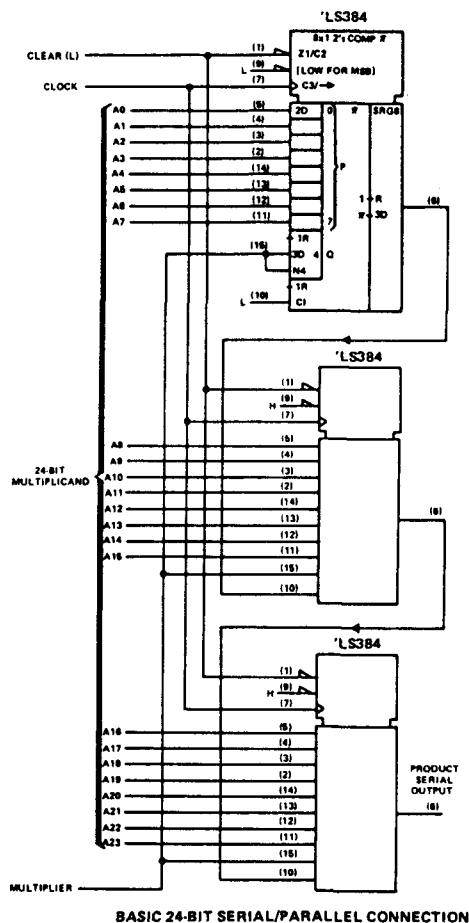 'LS384
8x1 2's COMP π
CLEAR (L) (1) Z1/C2
L (9) [LOW FOR MSB]
CLOCK (7) C3/→
A0 (5) 2D 0 π SRG8
A1 (4)
A2 (3)
A3 (2) P
A4 (14)
A5 (13)
A6 (12) 1 R
A7 (11) 7 π 3D
(6)
1R
(15) 3D 4 Q
N4
1R
L (10) CI
'LS384
(1)
H (9)
(7)
A8 (5)
A9 (4)
24-BIT
MULTIPLICAND
A10 (3)
A11 (2)
A12 (14)
A13 (13)
A14 (12)
A15 (11)
(15)
(10)
(6)
'LS384
(1)
H (9)
(7)
A16 (5)
A17 (4)
A18 (3)
A19 (2)
A20 (14)
A21 (13)
A22 (12)
A23 (11)
(15)
(10)
PRODUCT
SERIAL
OUTPUT
(6)
MULTIPLIER
BASIC 24-BIT SERIAL/PARALLEL CONNECTION